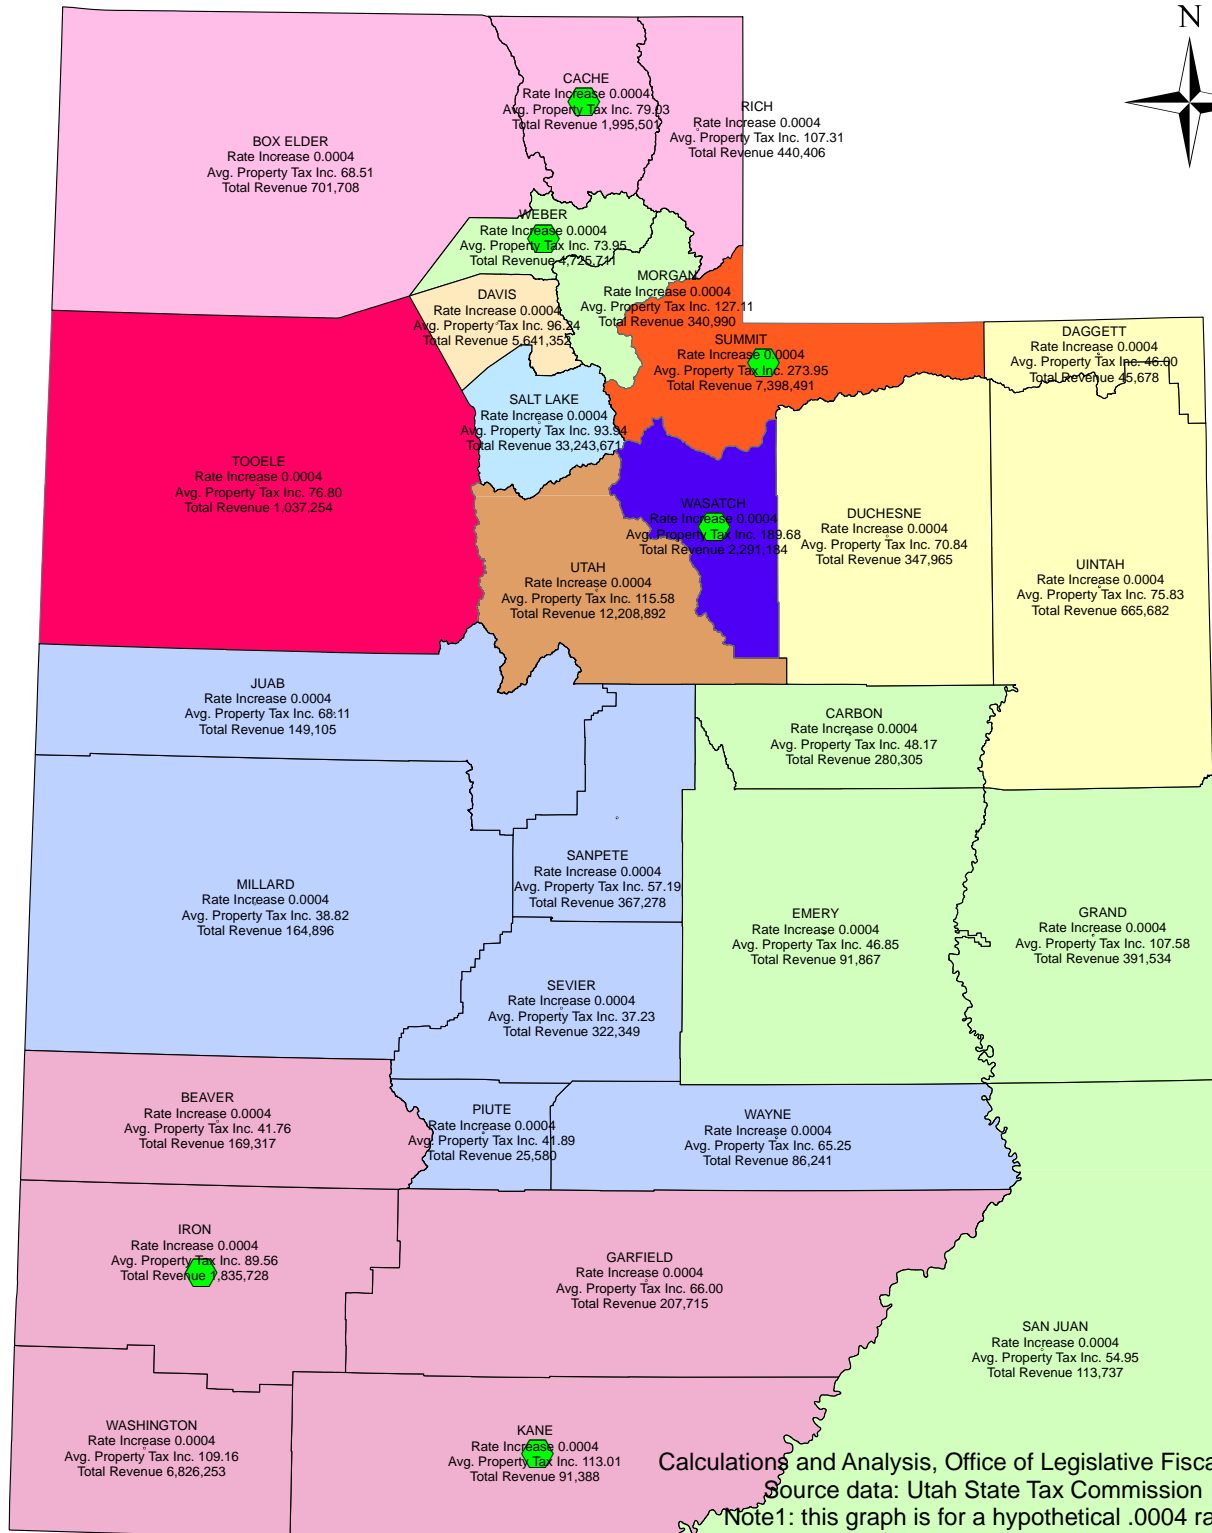 N
CACHE
Rate Increase 0.0004
Avg. Property Tax Inc. 79.03
Total Revenue 1,995,501
RICH
Rate Increase 0.0004
Avg. Property Tax Inc. 107.31
Total Revenue 440,406
BOX ELDER
Rate Increase 0.0004
Avg. Property Tax Inc. 68.51
Total Revenue 701,708
WEBER
Rate Increase 0.0004
Avg. Property Tax Inc. 73.95
Total Revenue 4,725,711
MORGAN
Rate Increase 0.0004
Avg. Property Tax Inc. 127.11
Total Revenue 340,990
DAVIS
Rate Increase 0.0004
Avg. Property Tax Inc. 96.24
Total Revenue 5,641,352
SUMMIT
Rate Increase 0.0004
Avg. Property Tax Inc. 273.95
Total Revenue 7,398,491
DAGGETT
Rate Increase 0.0004
Avg. Property Tax Inc. 46.00
Total Revenue 45,678
SALT LAKE
Rate Increase 0.0004
Avg. Property Tax Inc. 93.94
Total Revenue 33,243,671
TOOELE
Rate Increase 0.0004
Avg. Property Tax Inc. 76.80
Total Revenue 1,037,254
WASATCH
Rate Increase 0.0004
Avg. Property Tax Inc. 189.68
Total Revenue 2,291,184
DUCHESNE
Rate Increase 0.0004
Avg. Property Tax Inc. 70.84
Total Revenue 347,965
UINTAH
Rate Increase 0.0004
Avg. Property Tax Inc. 75.83
Total Revenue 665,682
UTAH
Rate Increase 0.0004
Avg. Property Tax Inc. 115.58
Total Revenue 12,208,892
JUAB
Rate Increase 0.0004
Avg. Property Tax Inc. 68.11
Total Revenue 149,105
CARBON
Rate Increase 0.0004
Avg. Property Tax Inc. 48.17
Total Revenue 280,305
SANPETE
Rate Increase 0.0004
Avg. Property Tax Inc. 57.19
Total Revenue 367,278
MILLARD
Rate Increase 0.0004
Avg. Property Tax Inc. 38.82
Total Revenue 164,896
EMERY
Rate Increase 0.0004
Avg. Property Tax Inc. 46.85
Total Revenue 91,867
GRAND
Rate Increase 0.0004
Avg. Property Tax Inc. 107.58
Total Revenue 391,534
SEVIER
Rate Increase 0.0004
Avg. Property Tax Inc. 37.23
Total Revenue 322,349
BEAVER
Rate Increase 0.0004
Avg. Property Tax Inc. 41.76
Total Revenue 169,317
PIUTE
Rate Increase 0.0004
Avg. Property Tax Inc. 41.89
Total Revenue 25,580
WAYNE
Rate Increase 0.0004
Avg. Property Tax Inc. 65.25
Total Revenue 86,241
IRON
Rate Increase 0.0004
Avg. Property Tax Inc. 89.56
Total Revenue 1,835,728
GARFIELD
Rate Increase 0.0004
Avg. Property Tax Inc. 66.00
Total Revenue 207,715
SAN JUAN
Rate Increase 0.0004
Avg. Property Tax Inc. 54.95
Total Revenue 113,737
WASHINGTON
Rate Increase 0.0004
Avg. Property Tax Inc. 109.16
Total Revenue 6,826,253
KANE
Rate Increase 0.0004
Avg. Property Tax Inc. 113.01
Total Revenue 91,388
Calculations and Analysis, Office of Legislative Fisca
Source data: Utah State Tax Commission
Note1: this graph is for a hypothetical .0004 ra